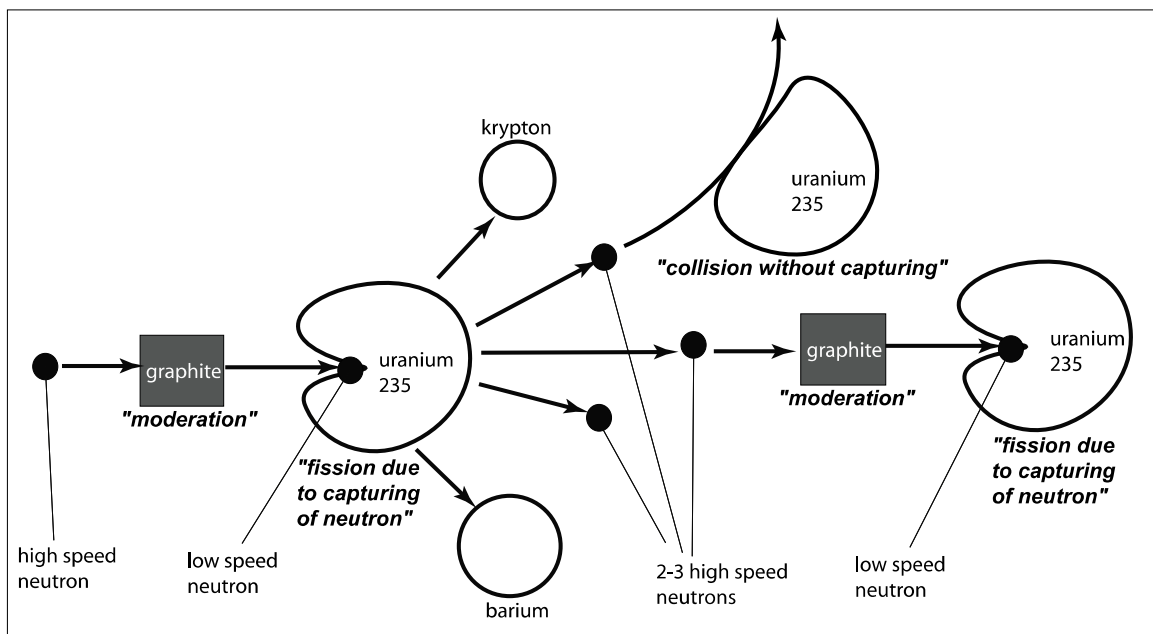 krypton
uranium
235
"collision without capturing"
graphite
"moderation"
uranium
235
"fission due
to capturing
of neutron"
graphite
"moderation"
uranium
235
"fission due
to capturing
of neutron"
high speed
neutron
low speed
neutron
barium
2-3 high speed
neutrons
low speed
neutron